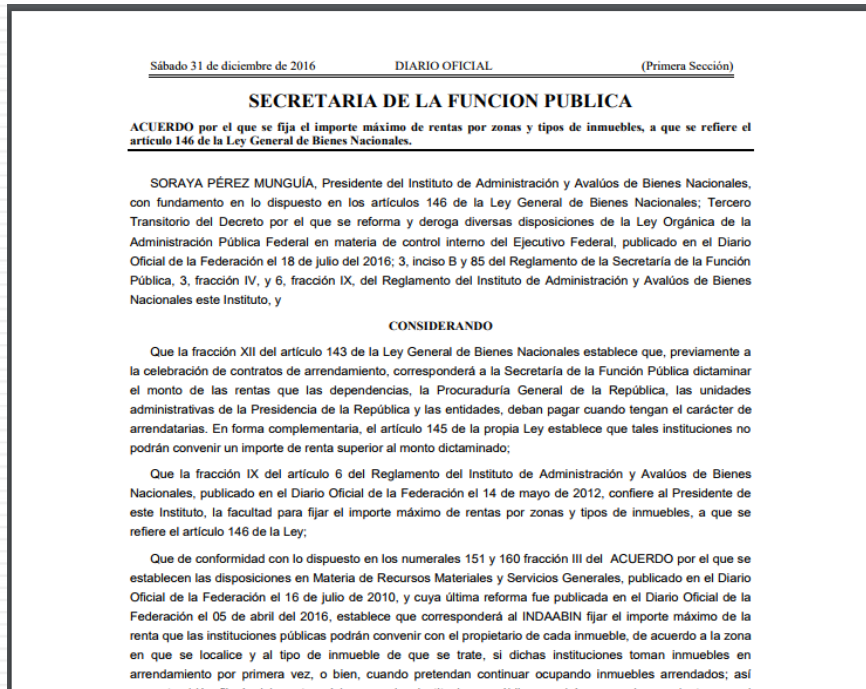 Sábado 31 de diciembre de 2016 DIARIO OFICIAL (Primera Sección)
SECRETARIA DE LA FUNCION PUBLICA
ACUERDO por el que se fija el importe máximo de rentas por zonas y tipos de inmuebles, a que se refiere el
artículo 146 de la Ley General de Bienes Nacionales.
SORAYA PÉREZ MUNGUÍA, Presidente del Instituto de Administración y Avalúos de Bienes Nacionales,
con fundamento en lo dispuesto en los artículos 146 de la Ley General de Bienes Nacionales; Tercero
Transitorio del Decreto por el que se reforma y deroga diversas disposiciones de la Ley Orgánica de la
Administración Pública Federal en materia de control interno del Ejecutivo Federal, publicado en el Diario
Oficial de la Federación el 18 de julio del 2016; 3, inciso B y 85 del Reglamento de la Secretaría de la Función
Pública, 3, fracción IV, y 6, fracción IX, del Reglamento del Instituto de Administración y Avalúos de Bienes
Nacionales este Instituto, y
CONSIDERANDO
Que la fracción XII del artículo 143 de la Ley General de Bienes Nacionales establece que, previamente a
la celebración de contratos de arrendamiento, corresponderá a la Secretaría de la Función Pública dictaminar
el monto de las rentas que las dependencias, la Procuraduría General de la República, las unidades
administrativas de la Presidencia de la República y las entidades, deban pagar cuando tengan el carácter de
arrendatarias. En forma complementaria, el artículo 145 de la propia Ley establece que tales instituciones no
podrán convenir un importe de renta superior al monto dictaminado;
Que la fracción IX del artículo 6 del Reglamento del Instituto de Administración y Avalúos de Bienes
Nacionales, publicado en el Diario Oficial de la Federación el 14 de mayo de 2012, confiere al Presidente de
este Instituto, la facultad para fijar el importe máximo de rentas por zonas y tipos de inmuebles, a que se
refiere el artículo 146 de la Ley;
Que de conformidad con lo dispuesto en los numerales 151 y 160 fracción III del ACUERDO por el que se
establecen las disposiciones en Materia de Recursos Materiales y Servicios Generales, publicado en el Diario
Oficial de la Federación el 16 de julio de 2010, y cuya última reforma fue publicada en el Diario Oficial de la
Federación el 05 de abril del 2016, establece que corresponderá al INDAABIN fijar el importe máximo de la
renta que las instituciones públicas podrán convenir con el propietario de cada inmueble, de acuerdo a la zona
en que se localice y al tipo de inmueble de que se trate, si dichas instituciones toman inmuebles en
arrendamiento por primera vez, o bien, cuando pretendan continuar ocupando inmuebles arrendados; así